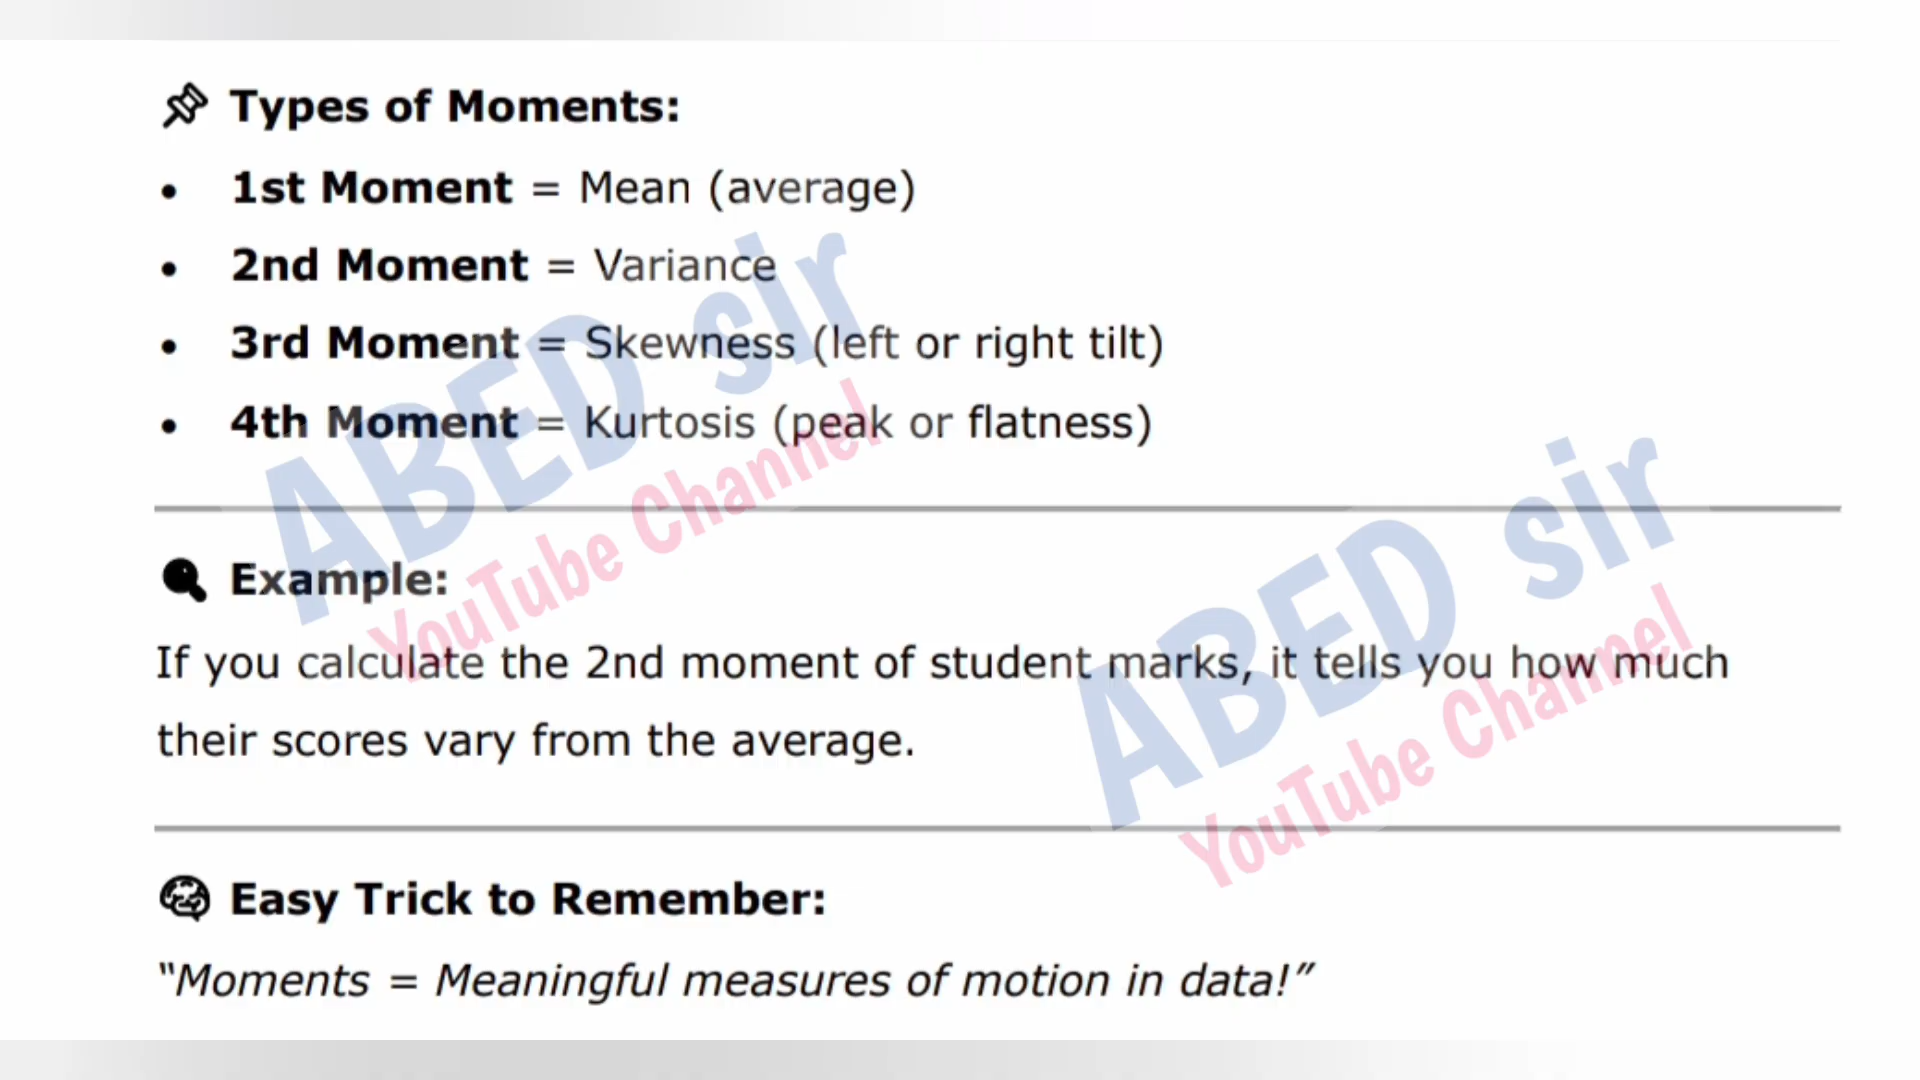 Types of Moments:
• 1st Moment = Mean (average)
• 2nd Moment = Variance
• 3rd Moment = Skewness (left or right tilt)
• 4th Moment = Kurtosis (peak or flatness)
ABED sir
YouTube Channel
Example:
If you calculate the 2nd moment of student marks, it tells you how much
their scores vary from the average.
ABED sir
YouTube Channel
Easy Trick to Remember:
“Moments = Meaningful measures of motion in data!”